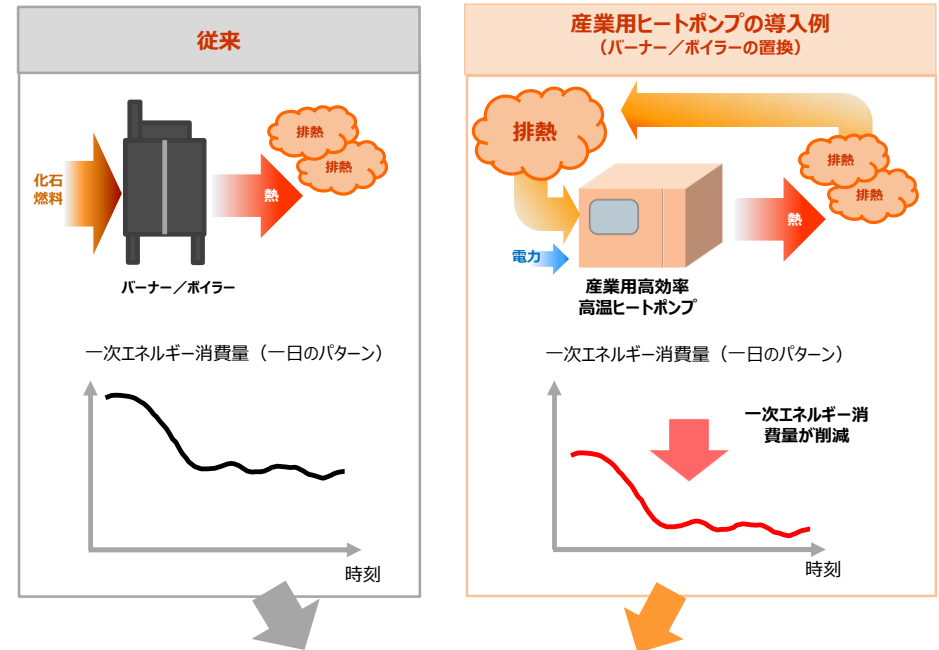 従来
化石
燃料
排熱
排熱
熱
バーナー／ボイラー
一次エネルギー消費量（一日のパターン）
時刻
産業用ヒートポンプの導入例
（バーナー／ボイラーの置換）
排熱
排熱
排熱
熱
電力
産業用高効率
高温ヒートポンプ
一次エネルギー消費量（一日のパターン）
一次エネルギー消
費量が削減
時刻